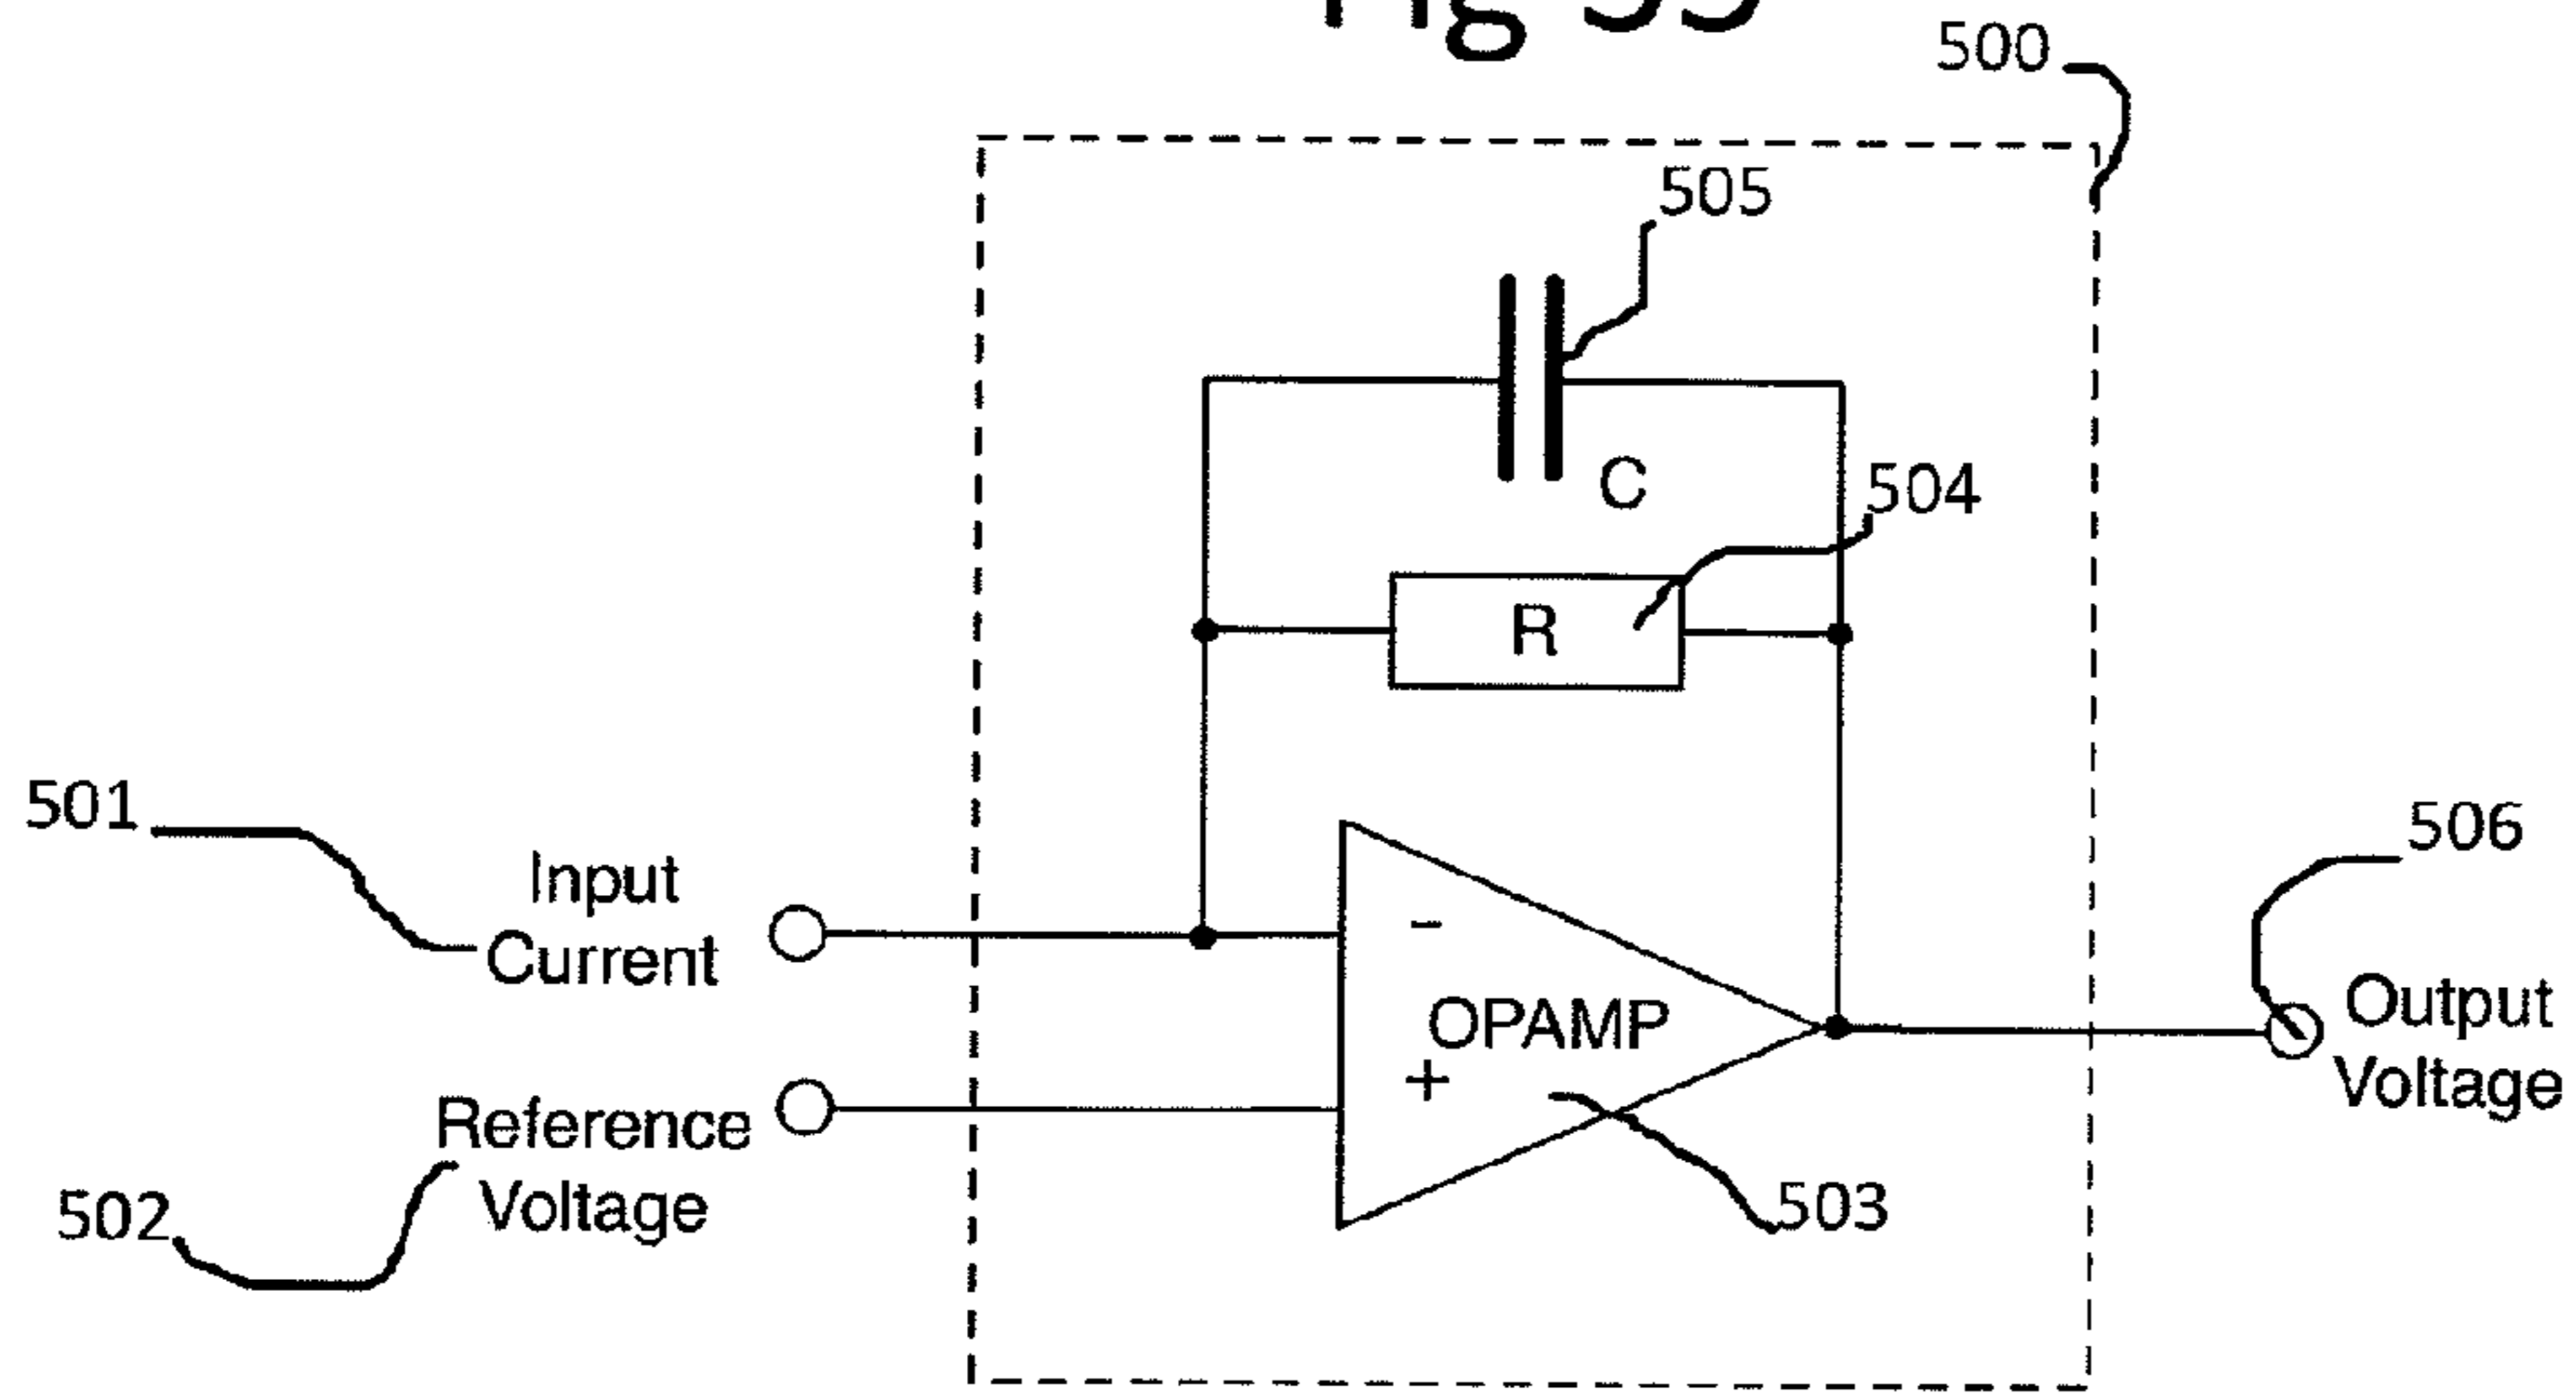 500
505
C
504
R
501
Input
Current
506
-
OPAMP
+
Output
Voltage
Reference
Voltage
502
503